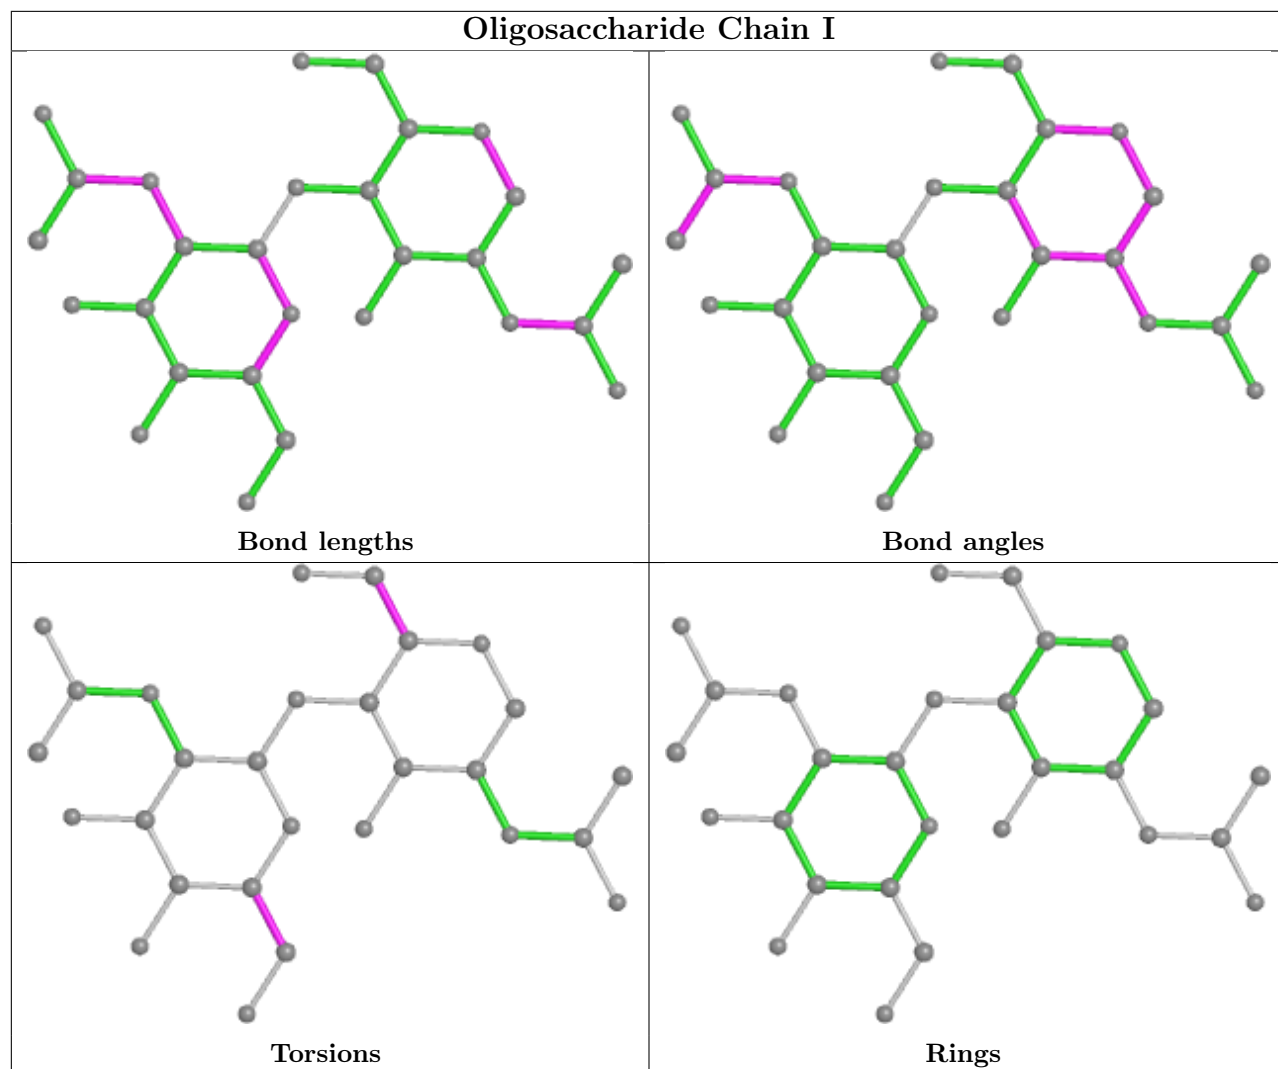 Oligosaccharide Chain I
Bond lengths
Bond angles
Torsions
Rings